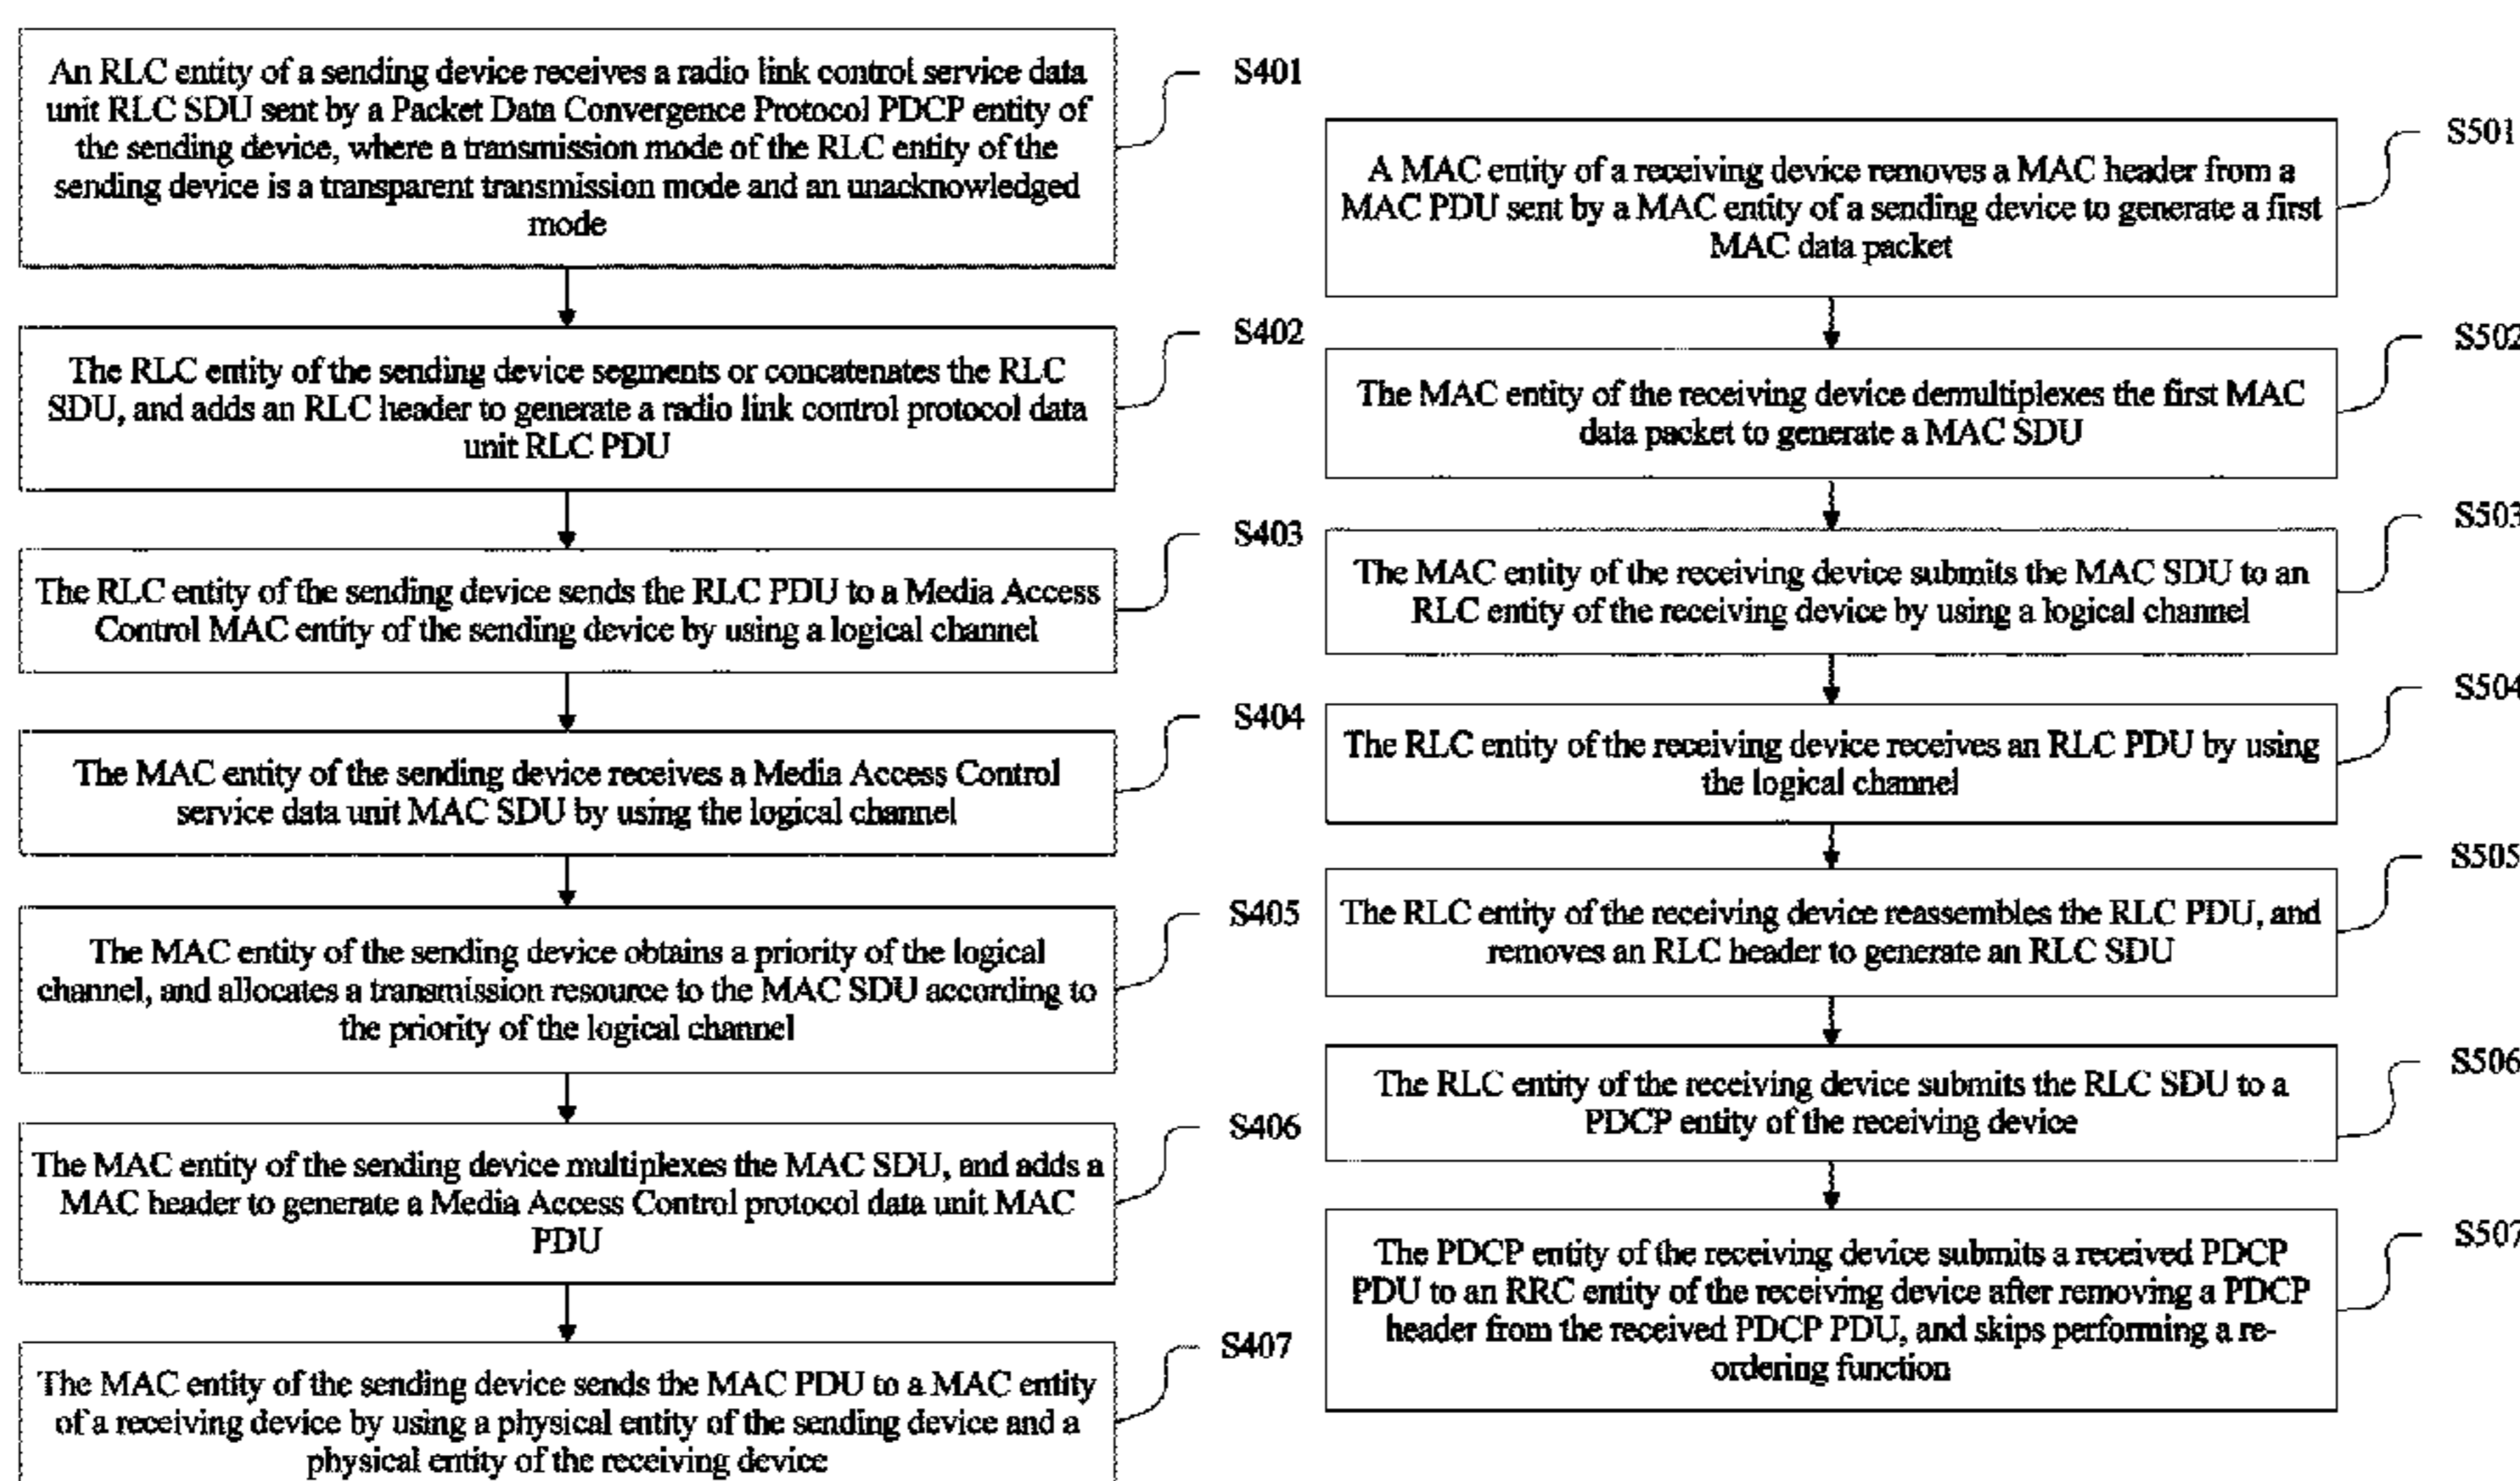 An RLC entity of a sending device receives a radio link control service data
unit RLC SDU sent by a Packet Data Convergence Protocol PDCP entity of
the sending device, where a transmission mode of the RLC entity of the
sending device is a transparent transmission mode and an unacknowledged
mode
S401
The RLC entity of the sending device segments or concatenates the RLC
SDU, and adds an RLC header to generate a radio link control protocol data
unit RLC PDU
S402
The RLC entity of the sending device sends the RLC PDU to a Media Access
Control MAC entity of the sending device by using a logical channel
S403
The MAC entity of the sending device receives a Media Access Control
service data unit MAC SDU by using the logical channel
S404
The MAC entity of the sending device obtains a priority of the logical
channel, and allocates a transmission resource to the MAC SDU according to
the priority of the logical channel
S405
The MAC entity of the sending device multiplexes the MAC SDU, and adds a
MAC header to generate a Media Access Control protocol data unit MAC
PDU
S406
The MAC entity of the sending device sends the MAC PDU to a MAC entity
of a receiving device by using a physical entity of the sending device and a
physical entity of the receiving device
S407
A MAC entity of a receiving device removes a MAC header from a
MAC PDU sent by a MAC entity of a sending device to generate a first
MAC data packet
S501
The MAC entity of the receiving device demultiplexes the first MAC
data packet to generate a MAC SDU
S502
The MAC entity of the receiving device submits the MAC SDU to an
RLC entity of the receiving device by using a logical channel
S503
The RLC entity of the receiving device receives an RLC PDU by using
the logical channel
S504
The RLC entity of the receiving device reassembles the RLC PDU, and
removes an RLC header to generate an RLC SDU
S505
The RLC entity of the receiving device submits the RLC SDU to a
PDCP entity of the receiving device
S506
The PDCP entity of the receiving device submits a received PDCP
PDU to an RRC entity of the receiving device after removing a PDCP
header from the received PDCP PDU, and skips performing a re-
ordering function
S507